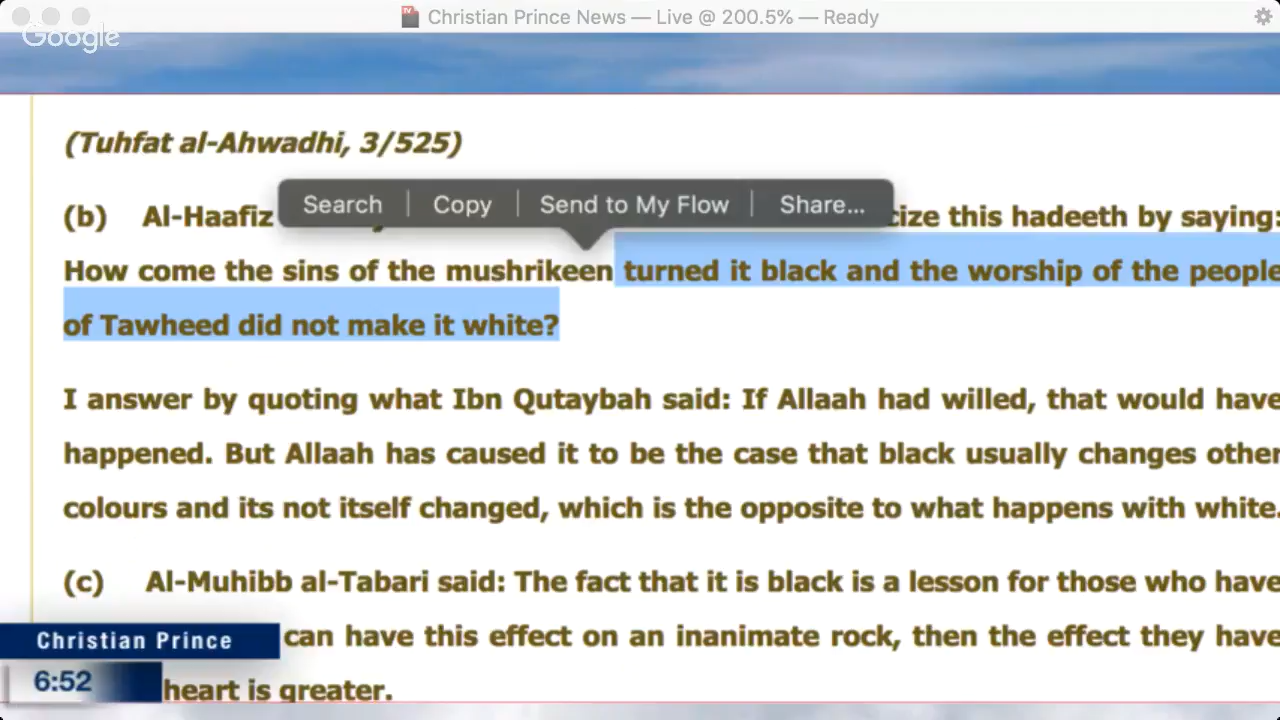 Christian Prince News — Live @ 200.5% — Ready
Google
(Tuhfat al-Ahwadhi, 3/525)
Search | Copy | Send to My Flow | Share...
(b) Al-Haafiz this hadeeth by saying:
How come the sins of the mushrikeen turned it black and the worship of the people
of Tawheed did not make it white?
I answer by quoting what Ibn Qutaybah said: If Allaah had willed, that would have
happened. But Allaah has caused it to be the case that black usually changes other
colours and its not itself changed, which is the opposite to what happens with white.
(c) Al-Muhibb al-Tabari said: The fact that it is black is a lesson for those who have
can have this effect on an inanimate rock, then the effect they have
heart is greater.
Christian Prince
6:52